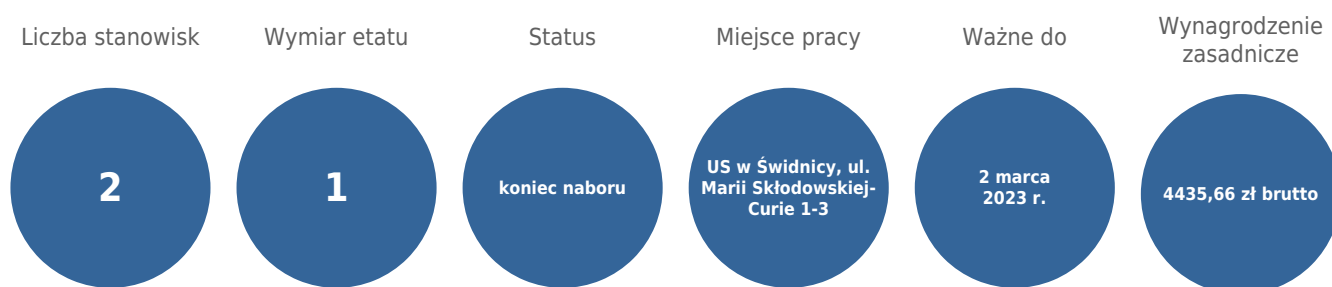 Liczba stanowisk
2
Wymiar etatu
1
Status
koniec naboru
Miejsce pracy
US w Świdnicy, ul.
Marii Skłodowskiej-
Curie 1-3
Ważne do
2 marca
2023 r.
Wynagrodzenie
zasadnicze
4435,66 zł brutto